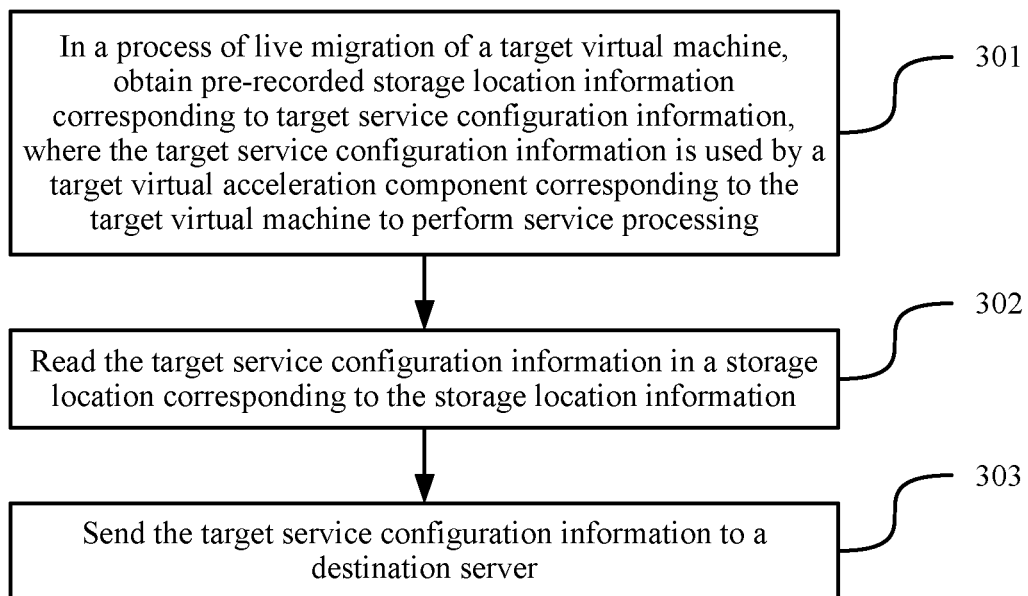 In a process of live migration of a target virtual machine,
obtain pre-recorded storage location information
corresponding to target service configuration information,
where the target service configuration information is used by a
target virtual acceleration component corresponding to the
target virtual machine to perform service processing
301
Read the target service configuration information in a storage
location corresponding to the storage location information
302
Send the target service configuration information to a
destination server
303